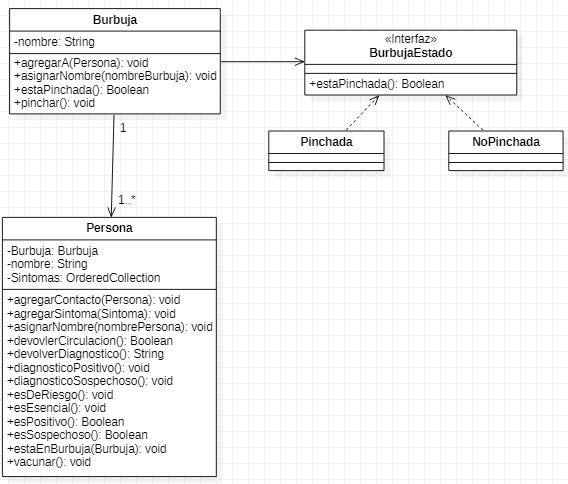 Burbuja
-nombre: String
+agregarA(Persona): void
+asignarNombre(nombreBurbuja): void
+estaPinchada(): Boolean
+pinchar(): void
«Interfaz»
BurbujaEstado
+estaPinchada(): Boolean
Pinchada
NoPinchada
1
1..*
Persona
-Burbuja: Burbuja
-nombre: String
-Sintomas: OrderedCollection
+agregarContacto(Persona): void
+agregarSintoma(Sintoma): void
+asignarNombre(nombrePersona): void
+devovlerCirculacion(): Boolean
+devolverDiagnostico(): String
+diagnosticoPositivo(): void
+diagnosticoSospechoso(): void
+esDeRiesgo(): void
+esEsencial(): void
+esPositivo(): Boolean
+esSospechoso(): Boolean
+estaEnBurbuja(Burbuja): void
+vacunar(): void